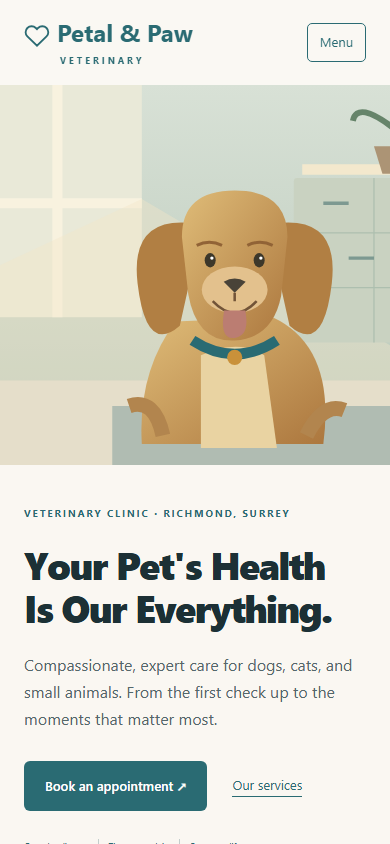 Petal & Paw
VETERINARY
Menu
VETERINARY CLINIC · RICHMOND, SURREY
Your Pet's Health
Is Our Everything.
Compassionate, expert care for dogs, cats, and
small animals. From the first check up to the
moments that matter most.
Book an appointment ↗
Our services